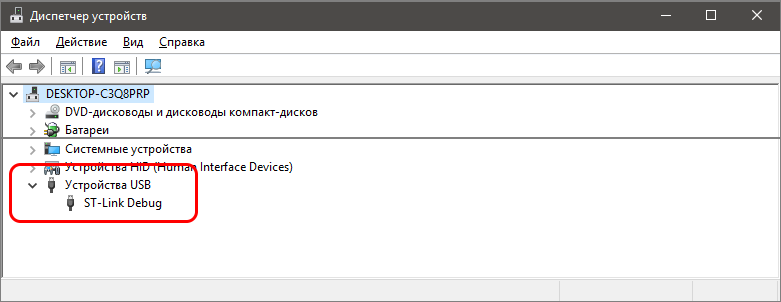 Диспетчер устройств
Файл Действие Вид Справка
DESKTOP-C3Q8PRP
DVD-дисководы и дисководы компакт-дисков
Батареи
Системные устройства
Устройства HID (Human Interface Devices)
Устройства USB
ST-Link Debug